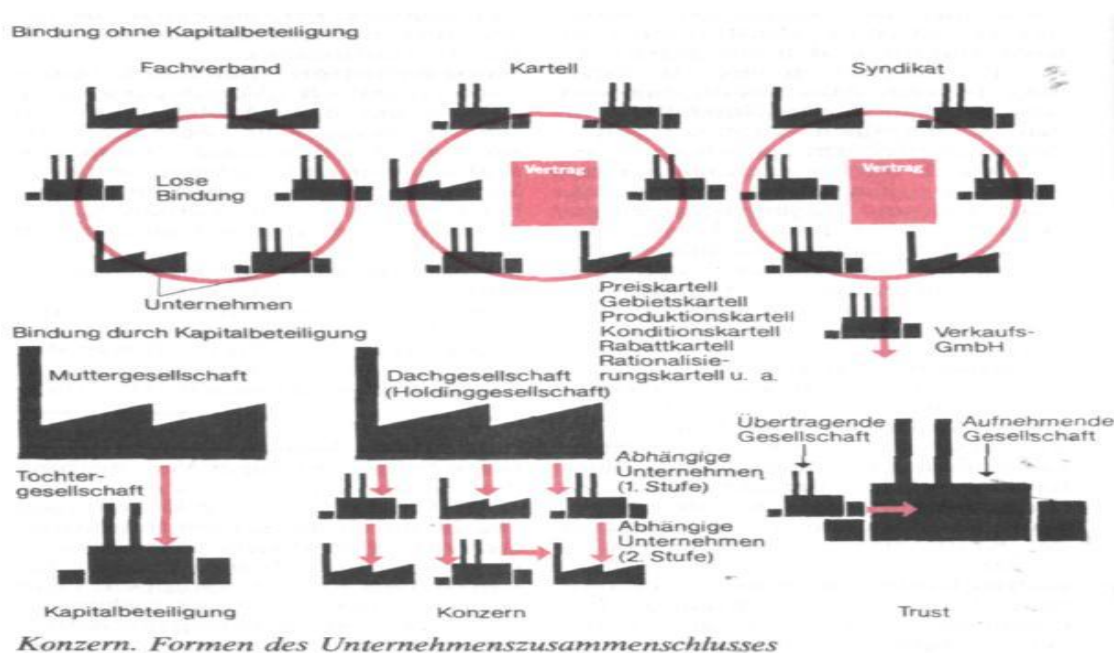 Bindung ohne Kapitalbeteiligung
Fachverband
Kartell
Syndikat
Lose
Bindung
Vertrag
Vertrag
Unternehmen
Preiskartell
Gebietskartell
Produktionskartell
Konditionskartell
Rabattkartell
Rationalisie-
rungskartell u. a.
Verkaufs-
GmbH
Bindung durch Kapitalbeteiligung
Muttergesellschaft
Tochter-
gesellschaft
Kapitalbeteiligung
Dachgesellschaft
(Holdinggesellschaft)
Abhängige
Unternehmen
(1. Stufe)
Abhängige
Unternehmen
(2. Stufe)
Konzern
Übertragende
Gesellschaft
Aufnehmende
Gesellschaft
Trust
Konzern. Formen des Unternehmenszusammenschlusses